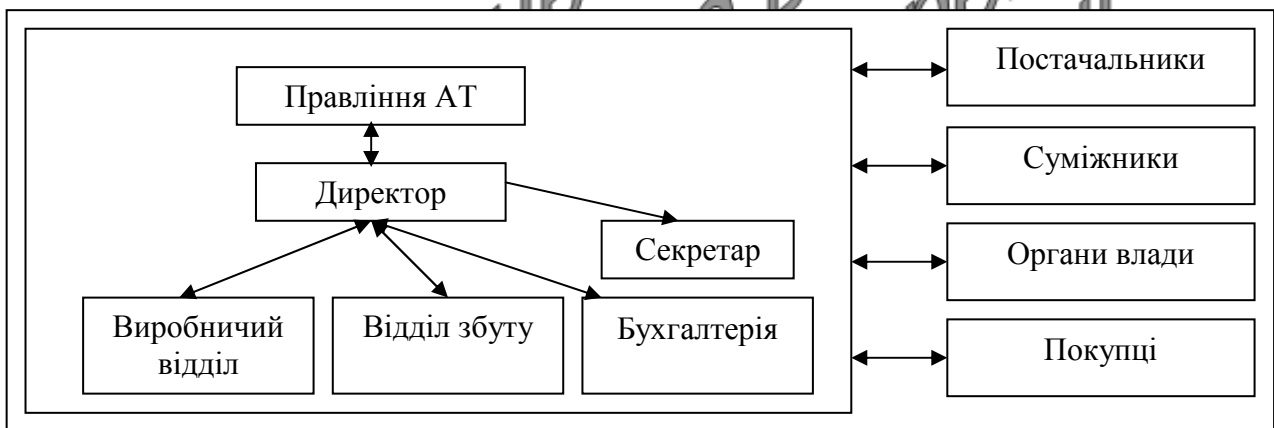 Правління АТ
Директор
Секретар
Виробничий
відділ
Відділ збуту
Бухгалтерія
Постачальники
Суміжники
Органи влади
Покупці